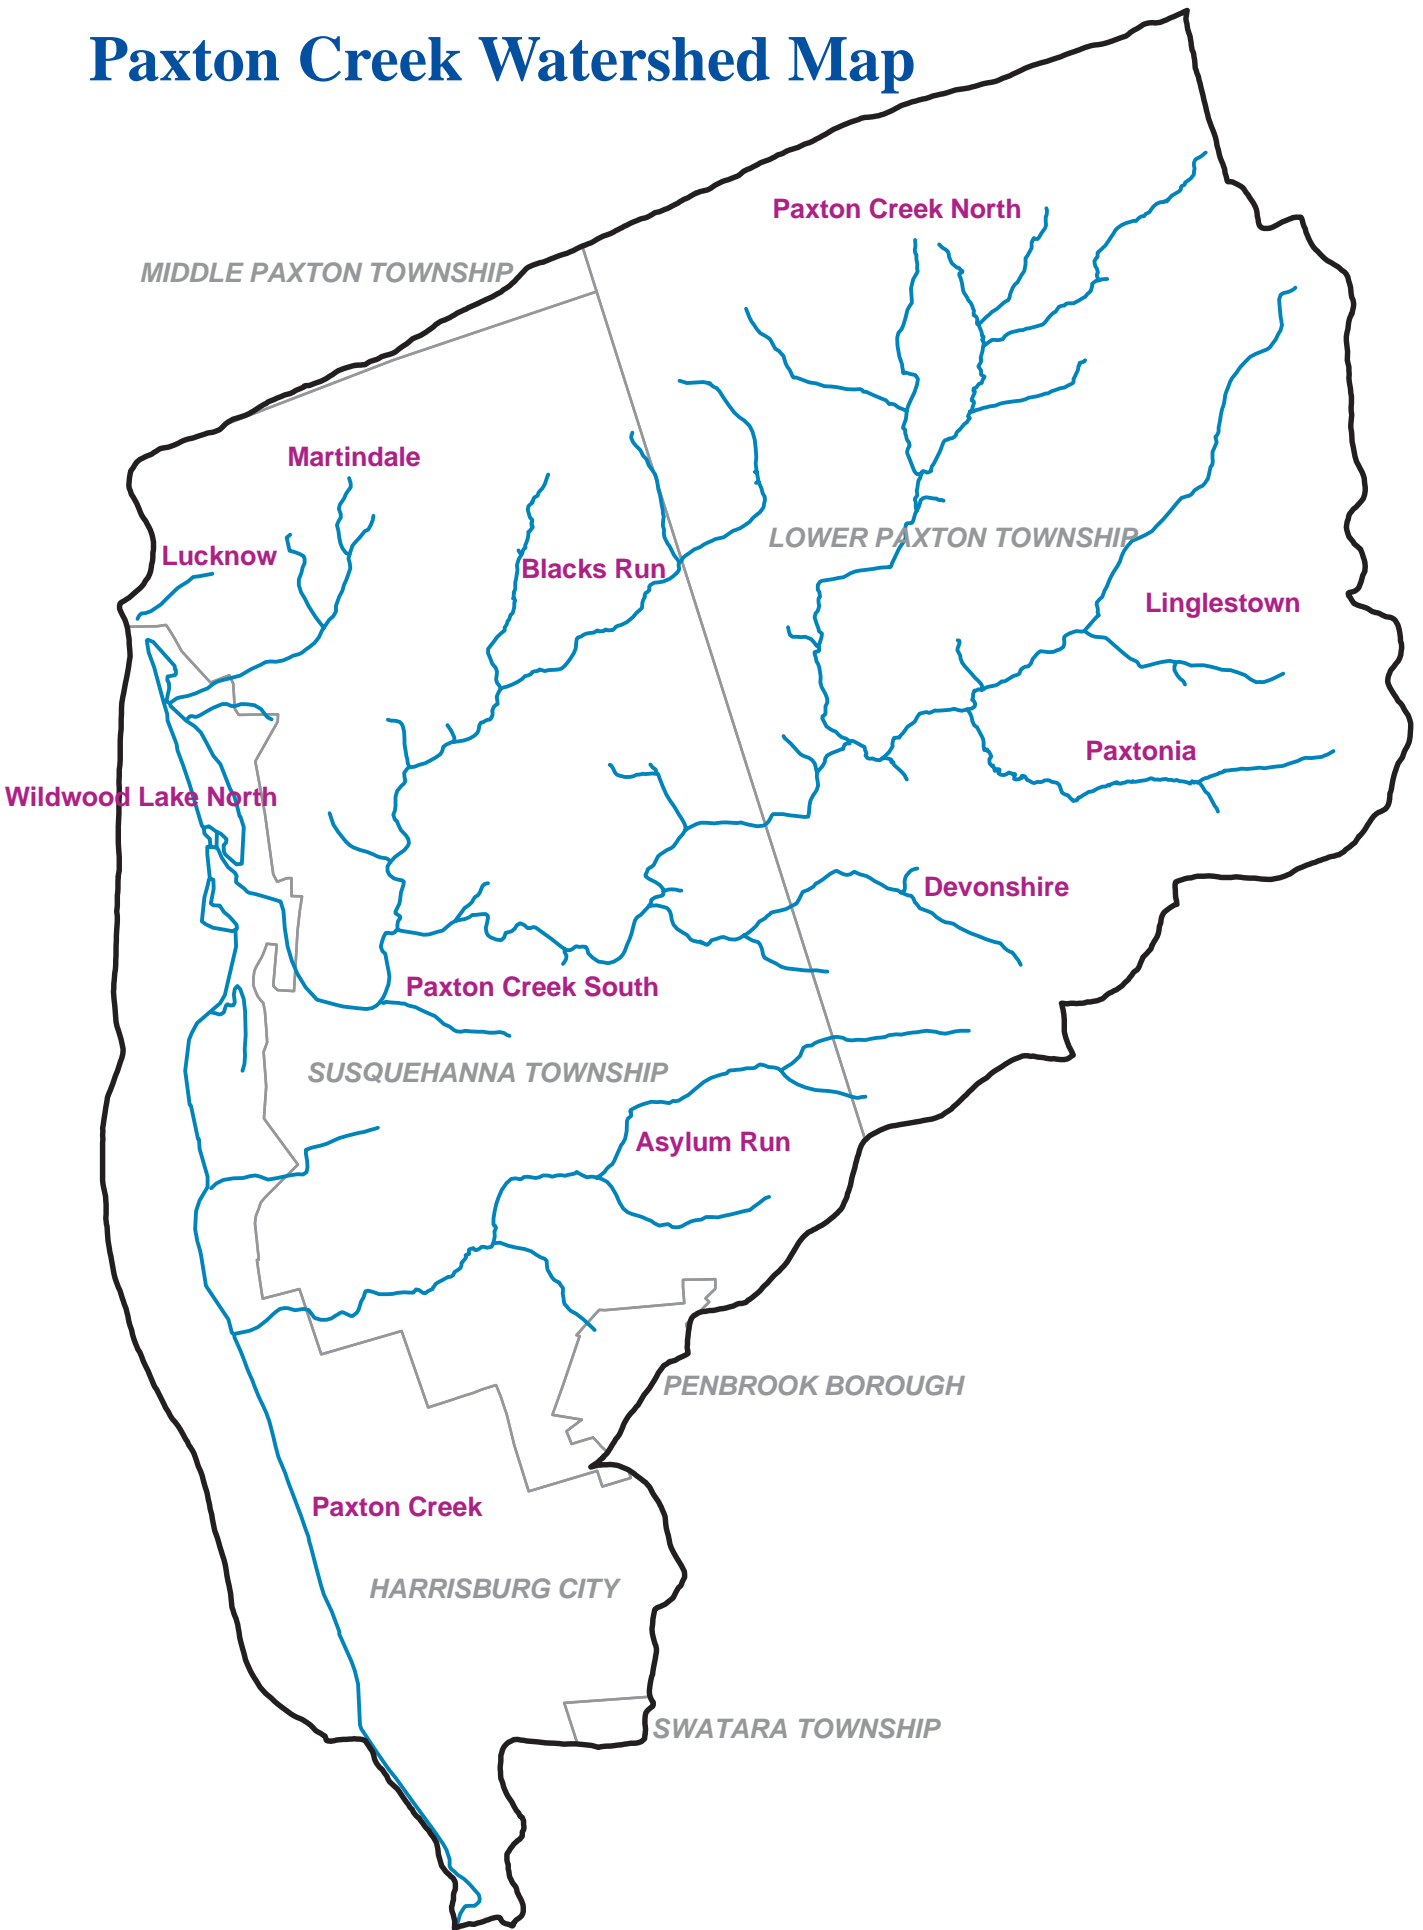 Paxton Creek Watershed Map
Paxton Creek North
MIDDLE PAXTON TOWNSHIP
Martindale
LOWER PAXTON TOWNSHIP
Lucknow
Blacks Run
Linglestown
Paxtonia
Wildwood Lake North
Devonshire
Paxton Creek South
SUSQUEHANNA TOWNSHIP
Asylum Run
PENBROOK BOROUGH
Paxton Creek
HARRISBURG CITY
SWATARA TOWNSHIP